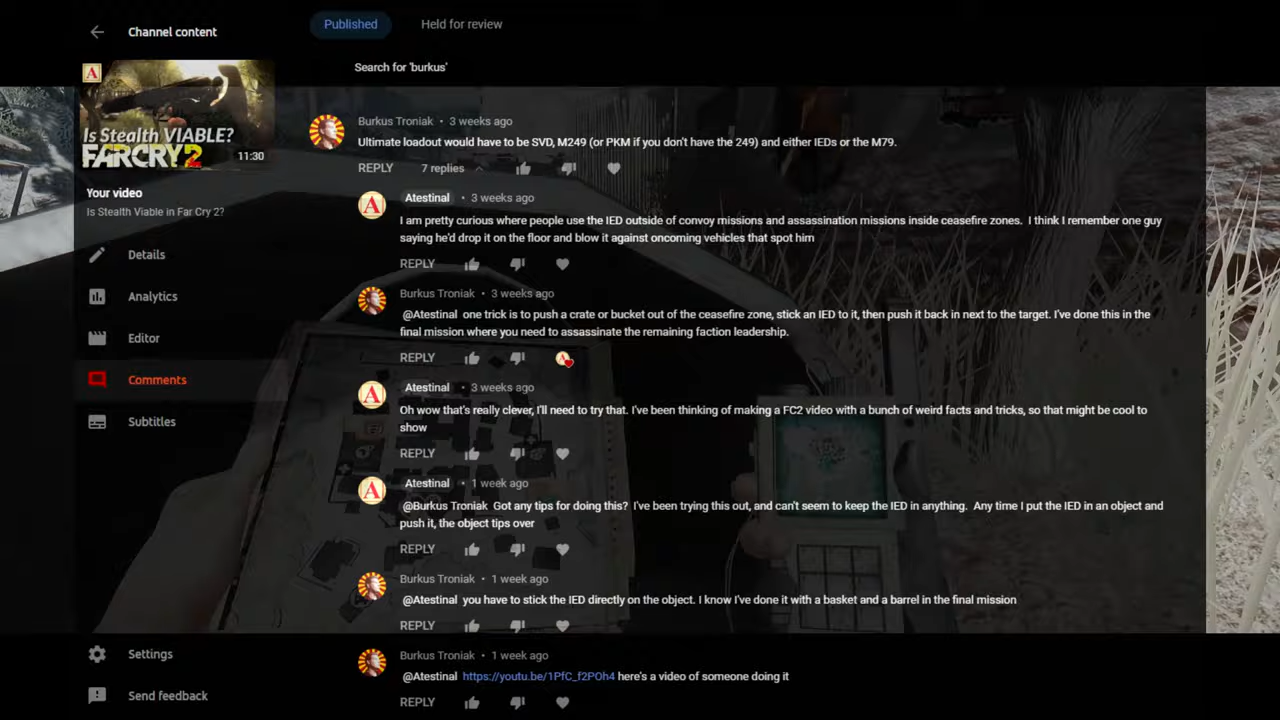 Channel content
Published
Held for review
Search for 'burkus'
A
Is Stealth VIABLE?
FARCRY2
11:30
Your video
Is Stealth Viable in Far Cry 2?
Details
Analytics
Editor
Comments
Subtitles
Settings
Send feedback
Burkus Troniak • 3 weeks ago
Ultimate loadout would have to be SVD, M249 (or PKM if you don't have the 249) and either IEDs or the M79.
REPLY 7 replies
A
Atestinal • 3 weeks ago
I am pretty curious where people use the IED outside of convoy missions and assassination missions inside ceasefire zones. I think I remember one guy
saying he'd drop it on the floor and blow it against oncoming vehicles that spot him
REPLY
Burkus Troniak • 3 weeks ago
@Atestinal one trick is to push a crate or bucket out of the ceasefire zone, stick an IED to it, then push it back in next to the target. I've done this in the
final mission where you need to assassinate the remaining faction leadership.
REPLY
A
Atestinal • 3 weeks ago
Oh wow that's really clever, I'll need to try that. I've been thinking of making a FC2 video with a bunch of weird facts and tricks, so that might be cool to
show
REPLY
A
Atestinal • 1 week ago
@Burkus Troniak Got any tips for doing this? I've been trying this out, and can't seem to keep the IED in anything. Any time I put the IED in an object and
push it, the object tips over
REPLY
Burkus Troniak • 1 week ago
@Atestinal you have to stick the IED directly on the object. I know I've done it with a basket and a barrel in the final mission
REPLY
Burkus Troniak • 1 week ago
@Atestinal https://youtu.be/1PfC_f2POh4 here's a video of someone doing it
REPLY